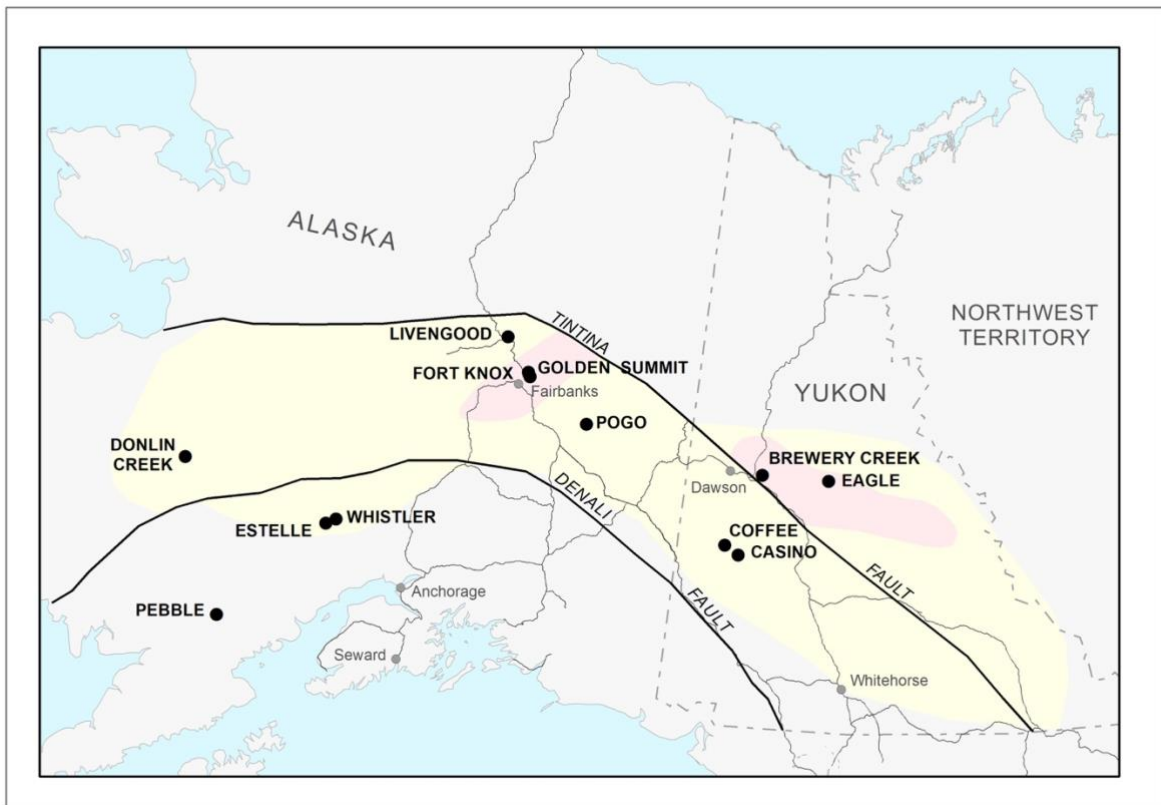 ALASKA
NORTHWEST
TERRITORY
LIVENGOOD
TINTINA
FORT KNOX
GOLDEN SUMMIT
Fairbanks
YUKON
POGO
DONLIN
CREEK
BREWERY CREEK
Dawson
EAGLE
DENALI
WHISTLER
ESTELLE
COFFEE
CASINO
FAULT
Anchorage
PEBBLE
FAULT
Seward
Whitehorse